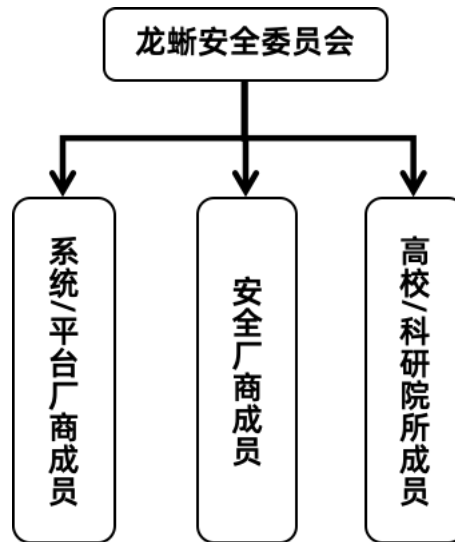 龙蜥安全委员会
系统/平台厂商成员
安全厂商成员
高校/科研院所成员